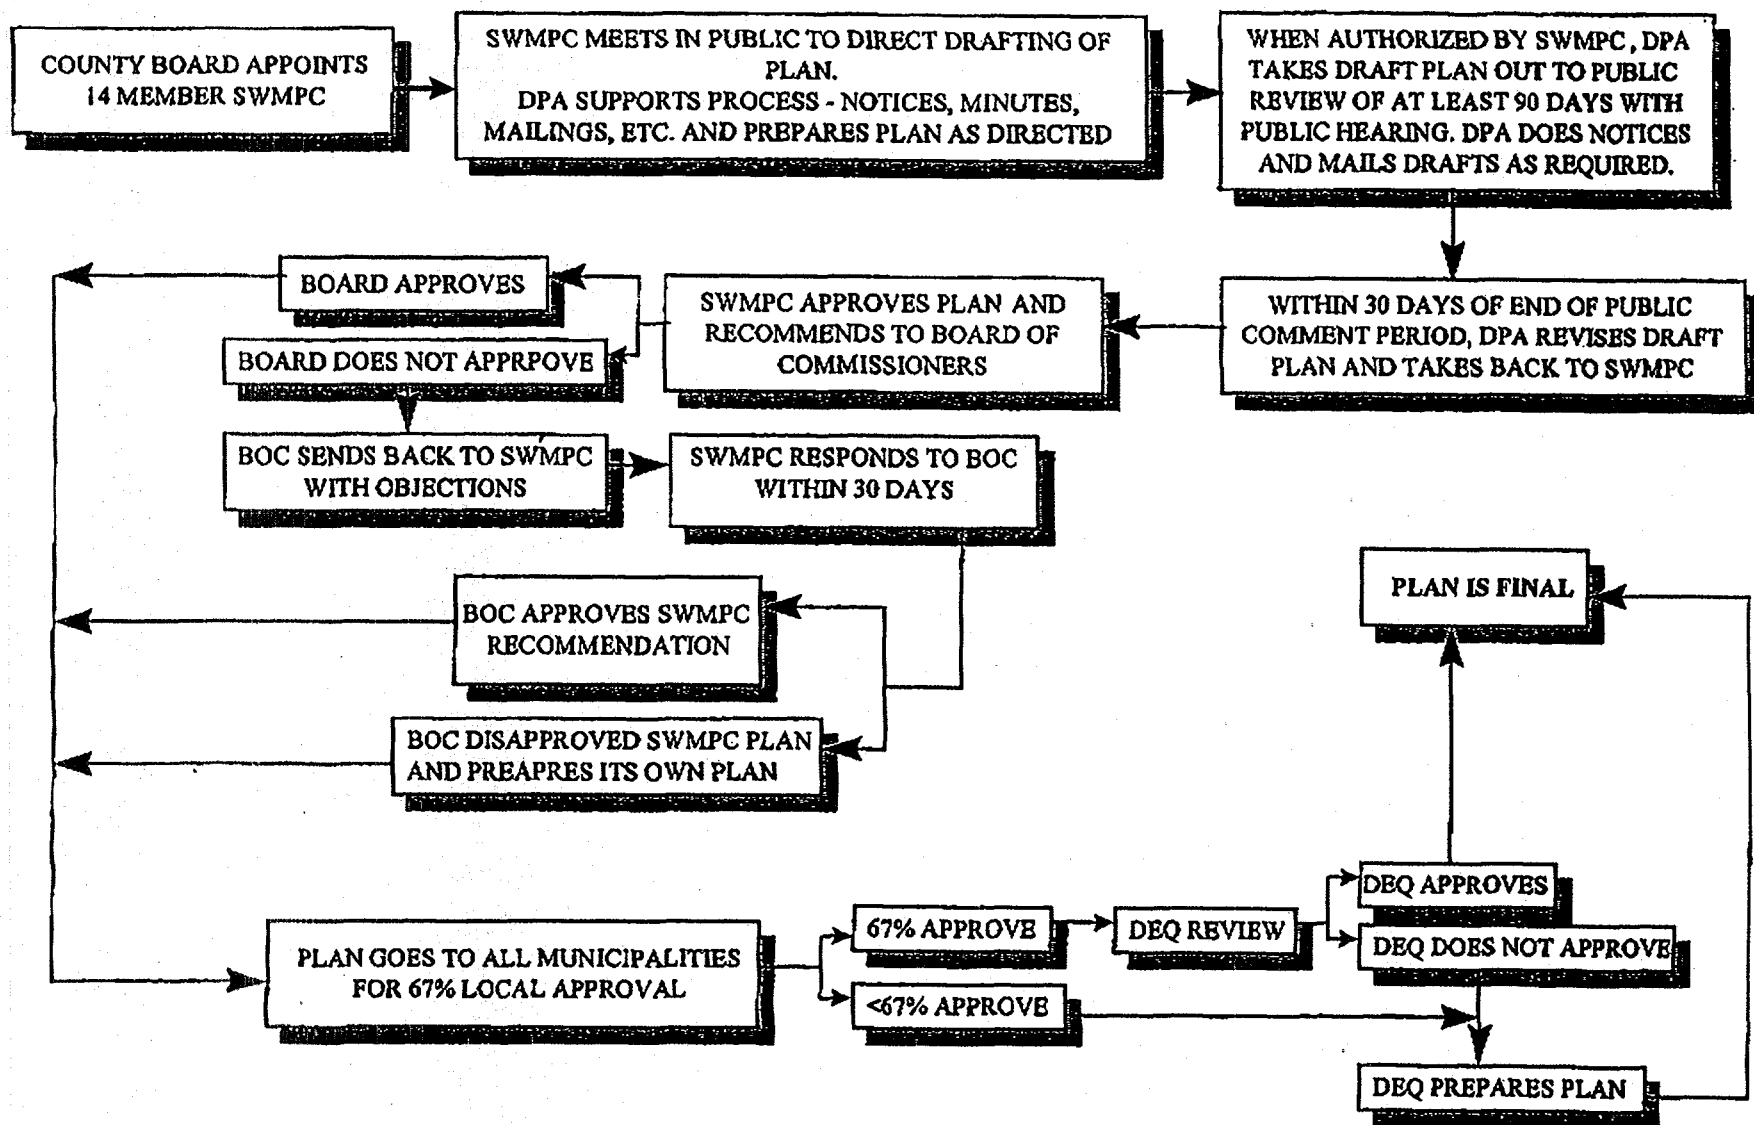 COUNTY BOARD APPOINTS
14 MEMBER SWMPC
SWMPC MEETS IN PUBLIC TO DIRECT DRAFTING OF
PLAN.
DPA SUPPORTS PROCESS - NOTICES, MINUTES,
MAILINGS, ETC. AND PREPARES PLAN AS DIRECTED
WHEN AUTHORIZED BY SWMPC, DPA
TAKES DRAFT PLAN OUT TO PUBLIC
REVIEW OF AT LEAST 90 DAYS WITH
PUBLIC HEARING. DPA DOES NOTICES
AND MAILS DRAFTS AS REQUIRED.
WITHIN 30 DAYS OF END OF PUBLIC
COMMENT PERIOD, DPA REVISES DRAFT
PLAN AND TAKES BACK TO SWMPC
SWMPC APPROVES PLAN AND
RECOMMENDS TO BOARD OF
COMMISSIONERS
BOARD APPROVES
BOARD DOES NOT APPRPOVE
BOC SENDS BACK TO SWMPC
WITH OBJECTIONS
SWMPC RESPONDS TO BOC
WITHIN 30 DAYS
BOC APPROVES SWMPC
RECOMMENDATION
BOC DISAPPROVED SWMPC PLAN
AND PREAPRES ITS OWN PLAN
PLAN GOES TO ALL MUNICIPALITIES
FOR 67% LOCAL APPROVAL
67% APPROVE
<67% APPROVE
DEQ REVIEW
DEQ APPROVES
DEQ DOES NOT APPROVE
DEQ PREPARES PLAN
PLAN IS FINAL